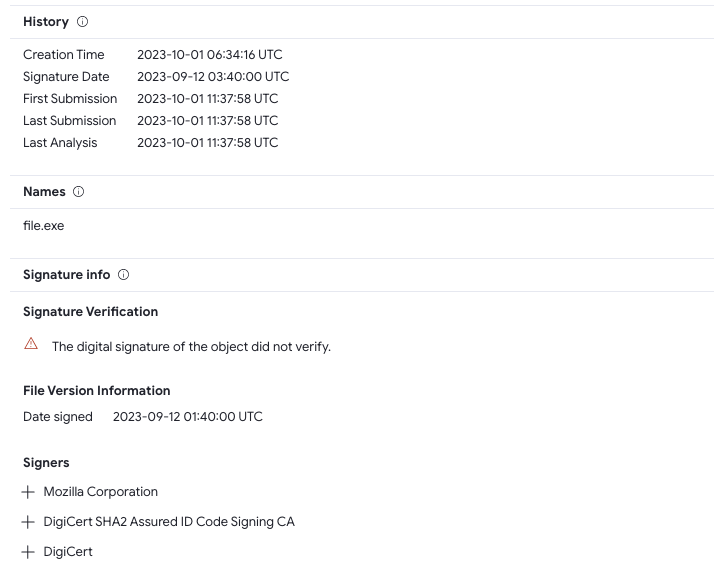 History
Creation Time 2023-10-01 06:34:16 UTC
Signature Date 2023-09-12 03:40:00 UTC
First Submission 2023-10-01 11:37:58 UTC
Last Submission 2023-10-01 11:37:58 UTC
Last Analysis 2023-10-01 11:37:58 UTC
Names
file.exe
Signature info
Signature Verification
The digital signature of the object did not verify.
File Version Information
Date signed 2023-09-12 01:40:00 UTC
Signers
Mozilla Corporation
DigiCert SHA2 Assured ID Code Signing CA
DigiCert